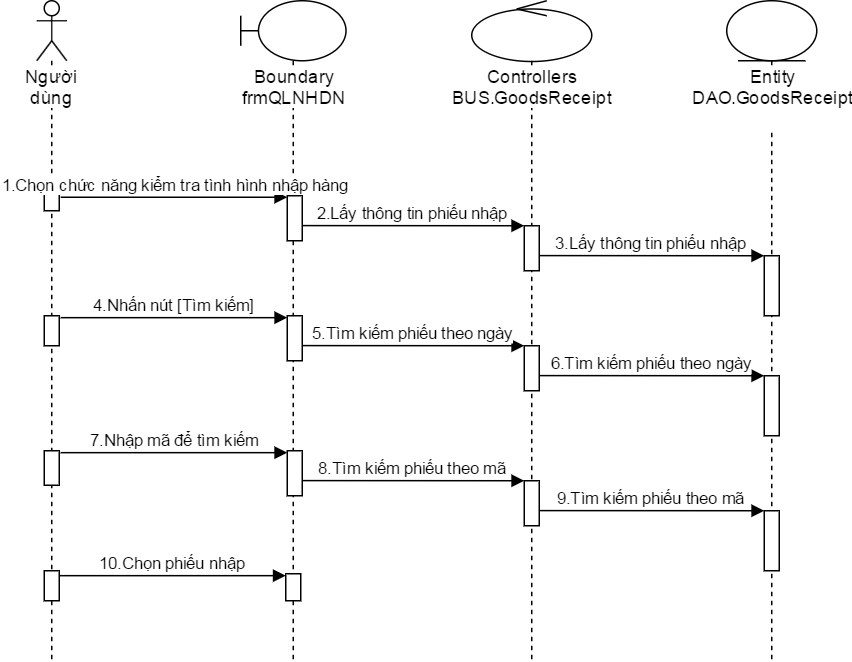 Người
dùng
Boundary
frmQLNHDN
Controllers
BUS.GoodsReceipt
Entity
DAO.GoodsReceipt
1.Chọn chức năng kiểm tra tình hình nhập hàng
2.Lấy thông tin phiếu nhập
3.Lấy thông tin phiếu nhập
4.Nhấn nút [Tìm kiếm]
5.Tìm kiếm phiếu theo ngày
6.Tìm kiếm phiếu theo ngày
7.Nhập mã để tìm kiếm
8.Tìm kiếm phiếu theo mã
9.Tìm kiếm phiếu theo mã
10.Chọn phiếu nhập